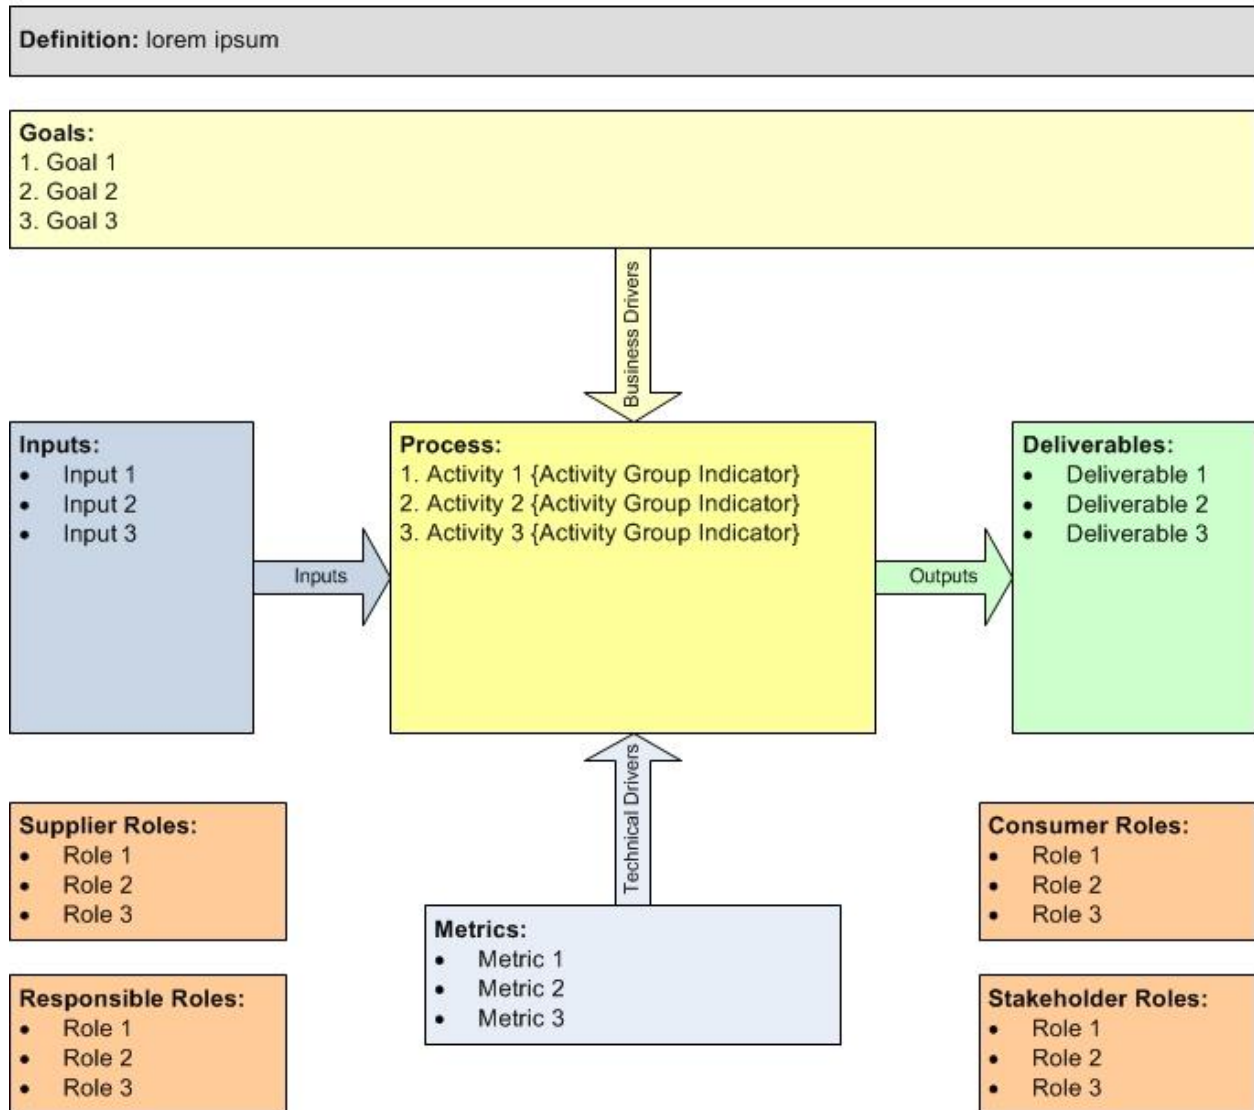 Definition: lorem ipsum
Goals:
1. Goal 1
2. Goal 2
3. Goal 3
Business Drivers
Inputs:
• Input 1
• Input 2
• Input 3
Inputs
Process:
1. Activity 1 {Activity Group Indicator}
2. Activity 2 {Activity Group Indicator}
3. Activity 3 {Activity Group Indicator}
Outputs
Deliverables:
• Deliverable 1
• Deliverable 2
• Deliverable 3
Technical Drivers
Supplier Roles:
• Role 1
• Role 2
• Role 3
Consumer Roles:
• Role 1
• Role 2
• Role 3
Metrics:
• Metric 1
• Metric 2
• Metric 3
Responsible Roles:
• Role 1
• Role 2
• Role 3
Stakeholder Roles:
• Role 1
• Role 2
• Role 3